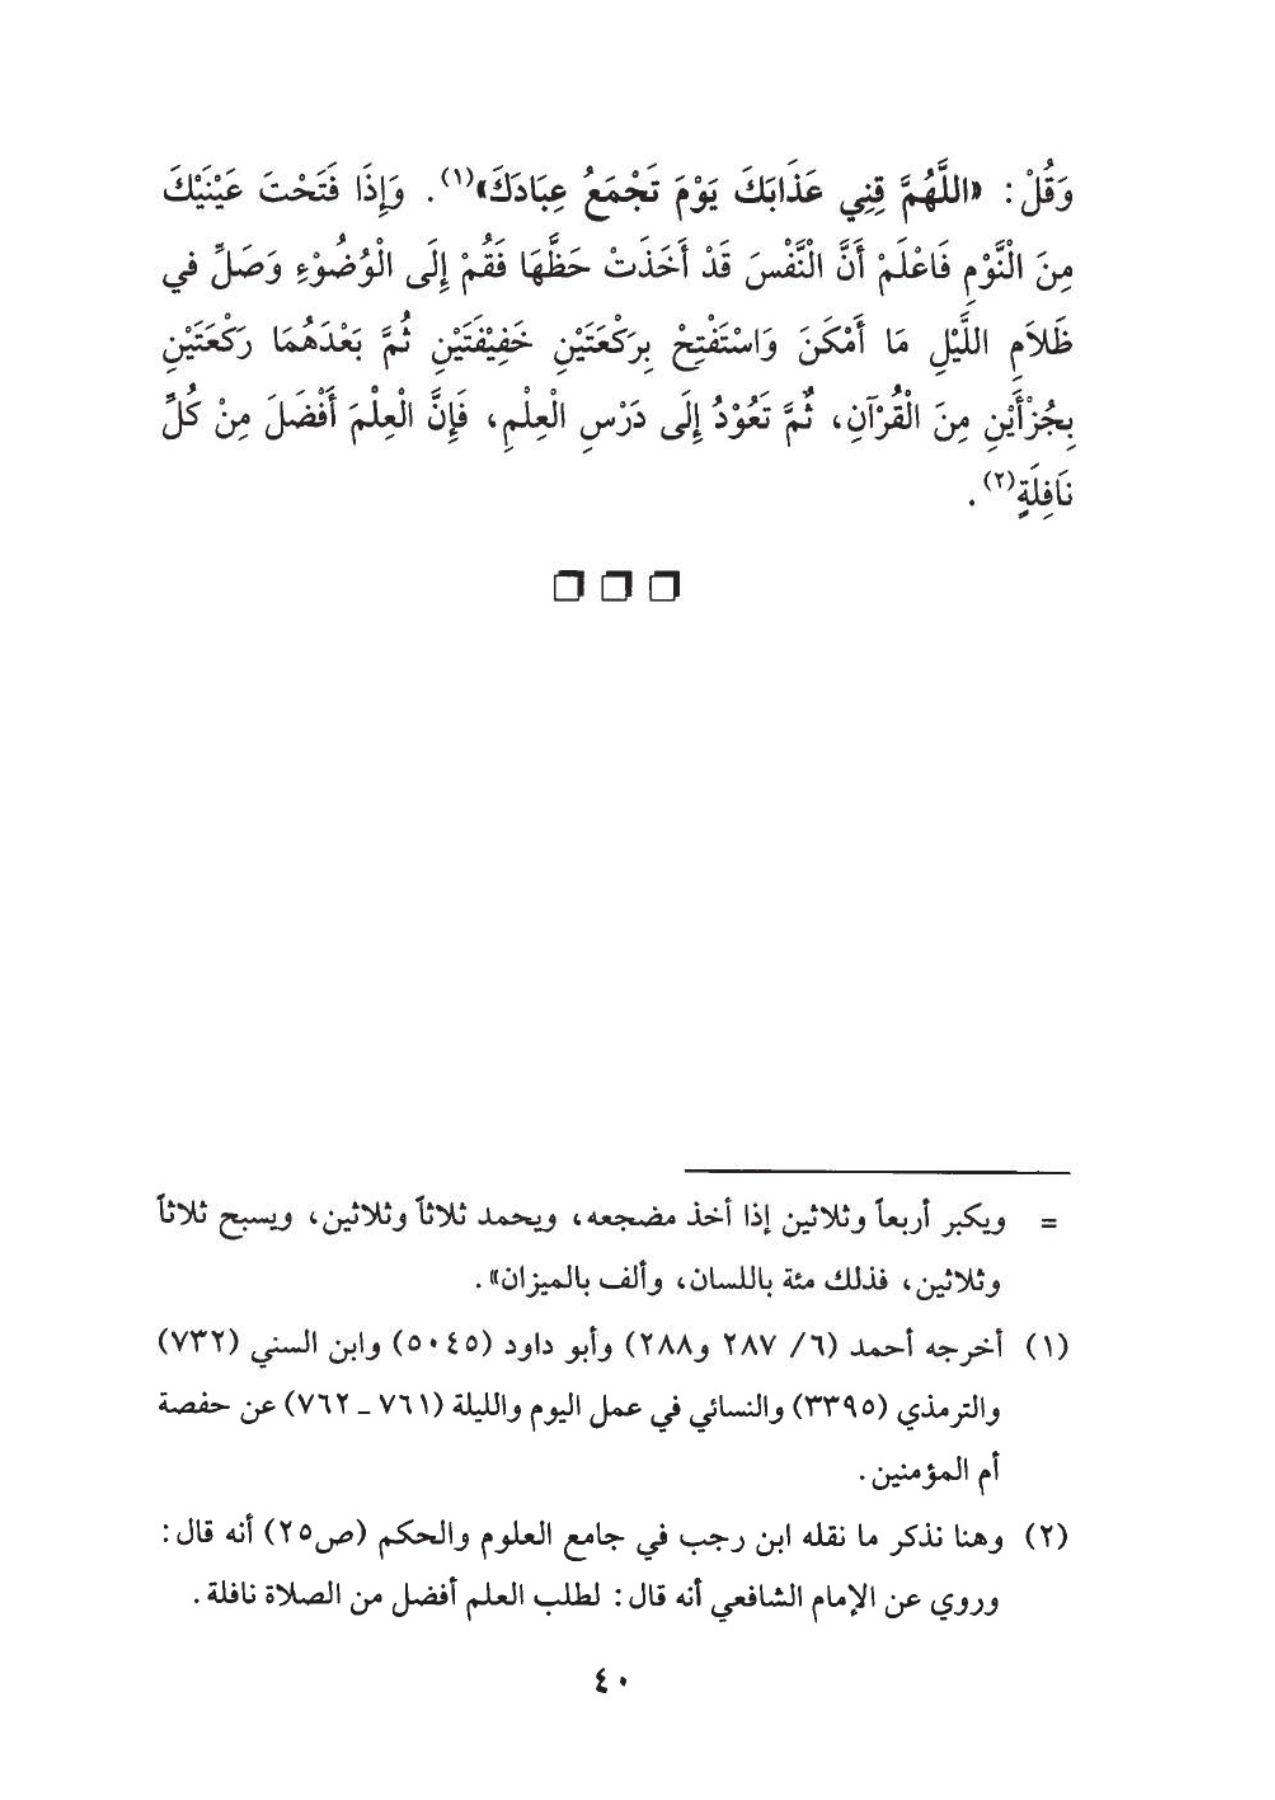 وَقُلْ: «اللَّهُمَّ قِنِي عَذَابَكَ يَوْمَ تَجْمَعُ عِبَادَكَ»(١). وَإِذَا فَتَحْتَ عَيْنَيْكَ
مِنَ الْنَّوْمِ فَاعْلَمْ أَنَّ الْنَّفْسَ قَدْ أَخَذَتْ حَظَّهَا فَقُمْ إِلَى الْوُضُوْءِ وَصَلِّ في
ظَلاَمِ اللَّيْلِ مَا أَمْكَنَ وَاسْتَفْتِحْ بِرَكْعَتَيْنِ خَفِيْفَتَيْنِ ثُمَّ بَعْدَهُمَا رَكْعَتَيْنِ
بِجُزْأَيْنِ مِنَ الْقُرْآنِ، ثُمَّ تَعُوْدُ إِلَى دَرْسِ الْعِلْمِ، فَإِنَّ الْعِلْمَ أَفْضَلَ مِنْ كُلِّ
نَافِلَةٍ(٢).
= ويكبر أربعاً وثلاثين إذا أخذ مضجعه، ويحمد ثلاثاً وثلاثين، ويسبح ثلاثاً
وثلاثين، فذلك مئة باللسان، وألف بالميزان».
(١) أخرجه أحمد (٦/ ٢٨٧ و٢٨٨) وأبو داود (٥٠٤٥) وابن السني (٧٣٢)
والترمذي (٣٣٩٥) والنسائي في عمل اليوم والليلة (٧٦١ ـ ٧٦٢) عن حفصة
أم المؤمنين.
(٢) وهنا نذكر ما نقله ابن رجب في جامع العلوم والحكم (ص٢٥) أنه قال:
وروي عن الإمام الشافعي أنه قال: لطلب العلم أفضل من الصلاة نافلة.
٤٠